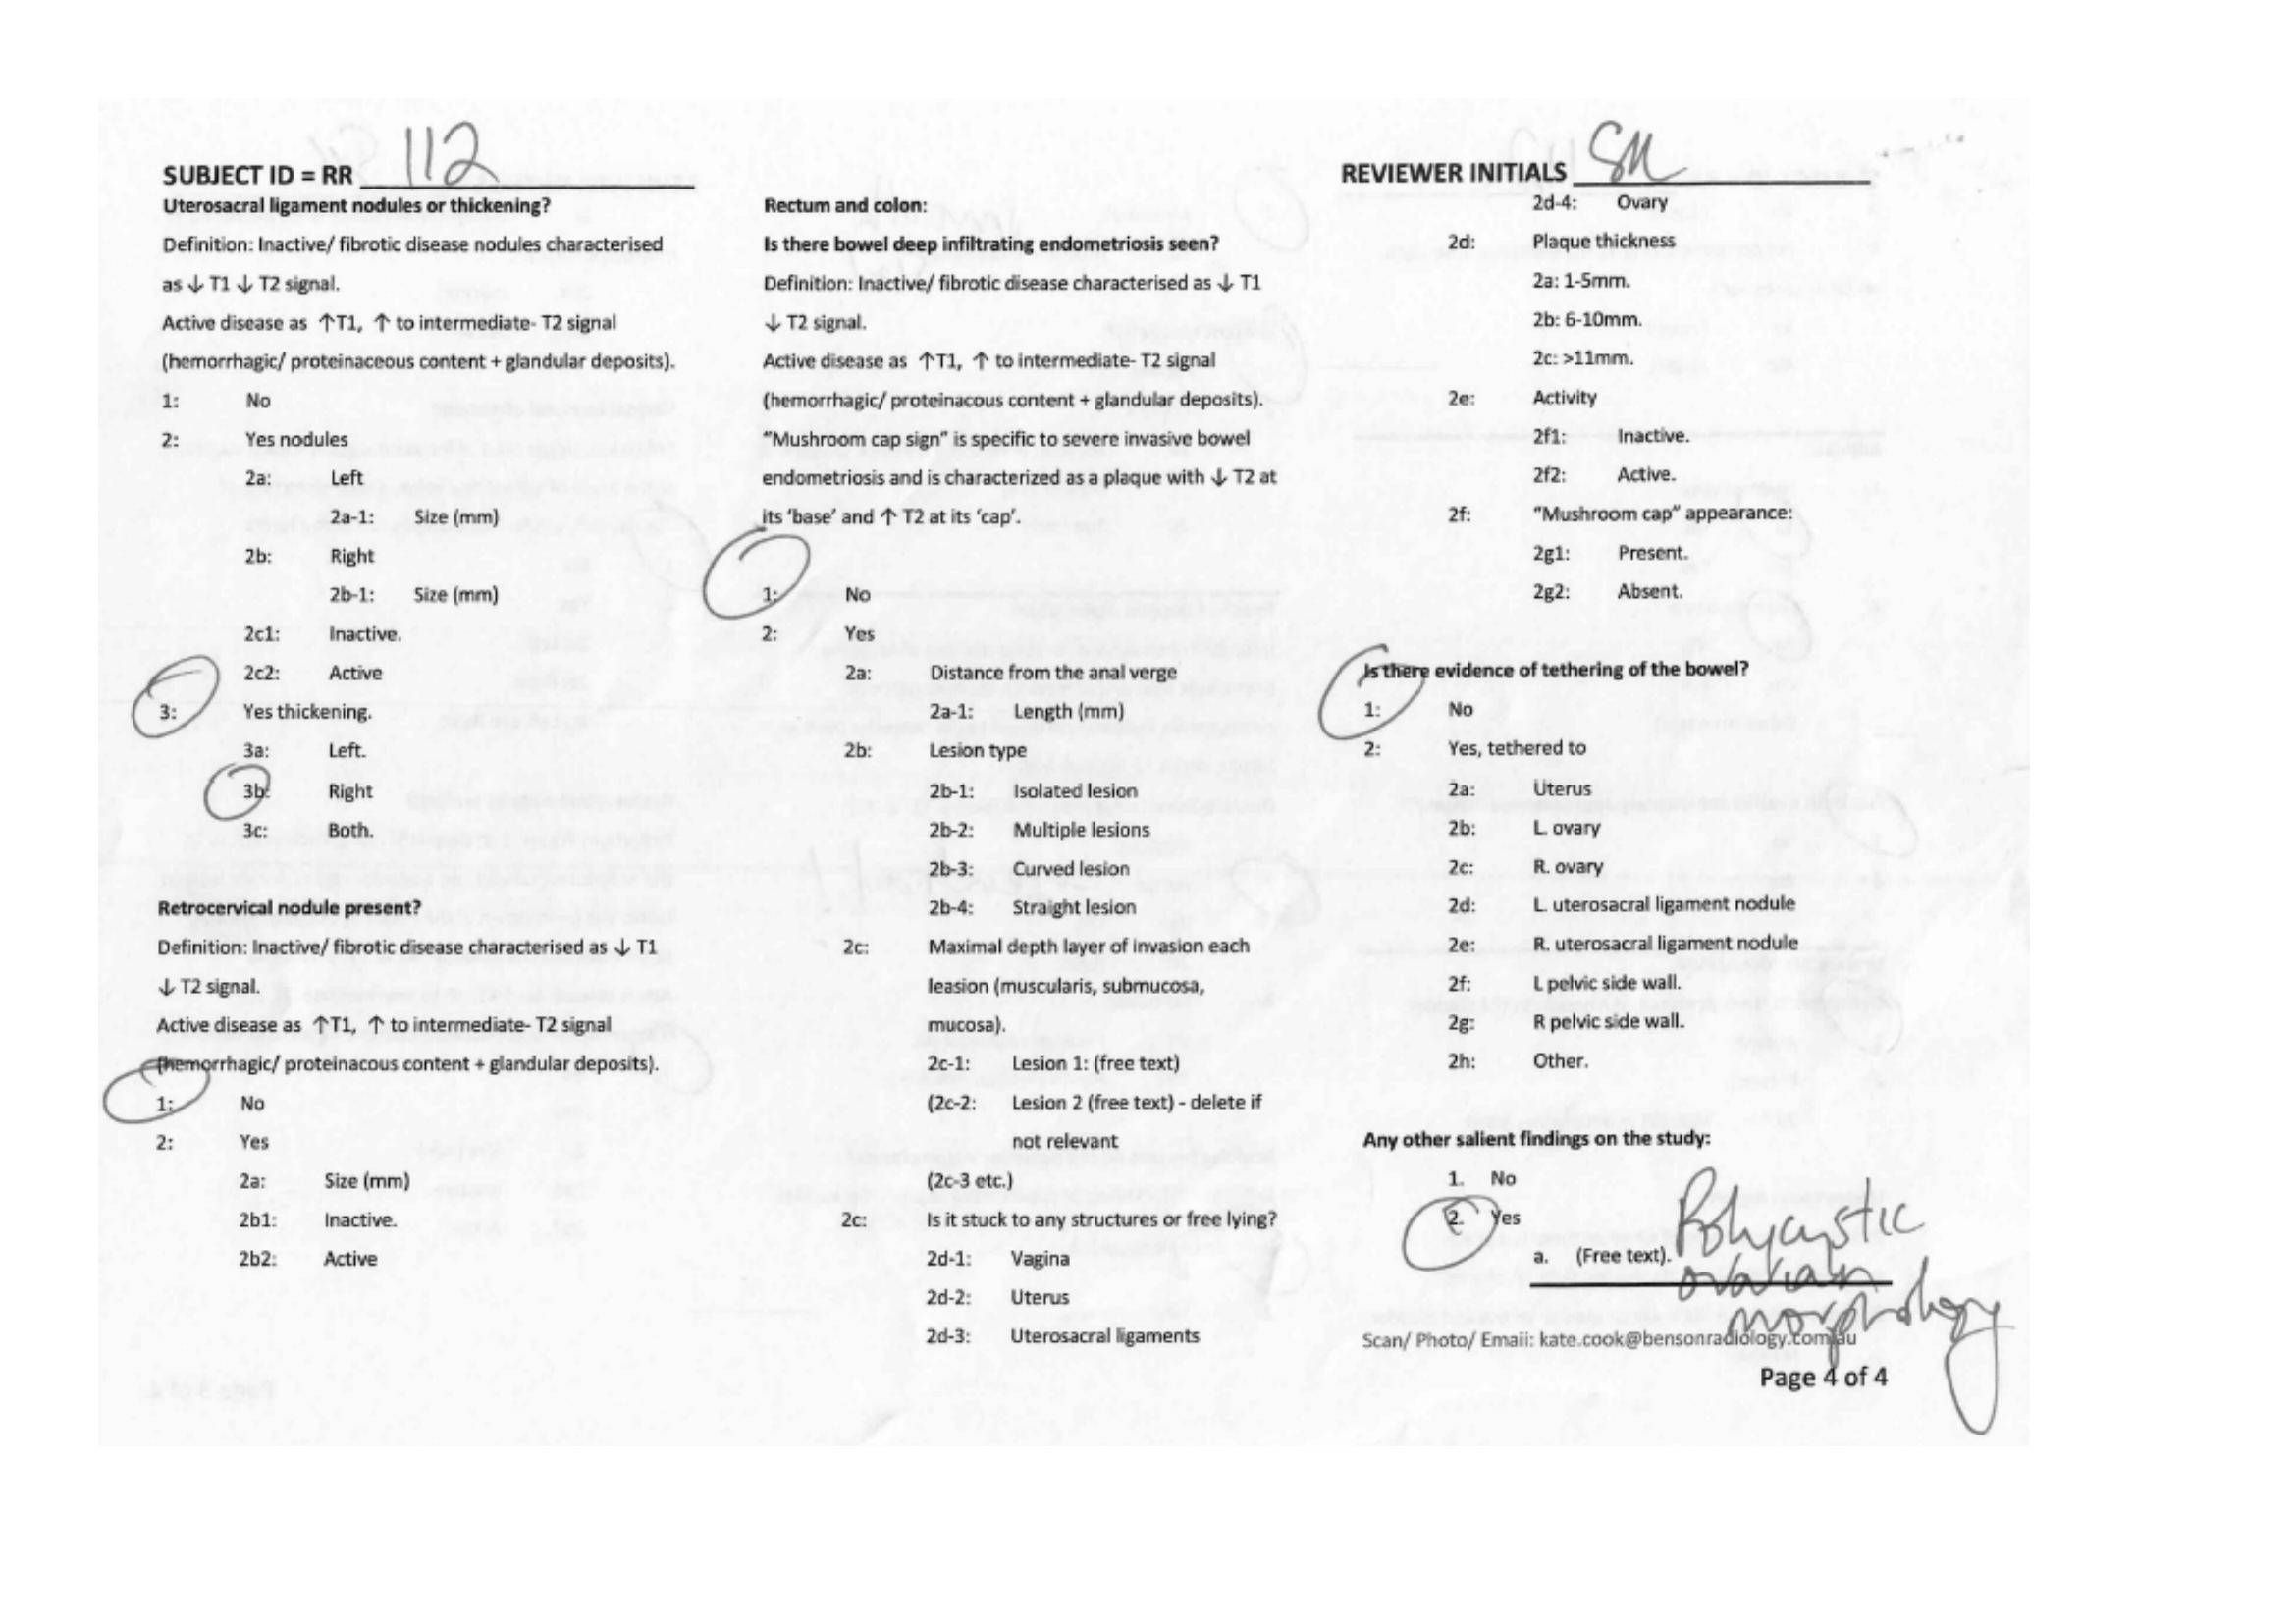 SUBJECT ID = RR 112
Uterosacral ligament nodules or thickening?
Definition: Inactive/ fibrotic disease nodules characterised
as ↓ T1 ↓ T2 signal.
Active disease as ↑T1, ↑ to intermediate- T2 signal
(hemorrhagic/ proteinaceous content + glandular deposits).
1: No
2: Yes nodules
2a: Left
2a-1: Size (mm)
2b: Right
2b-1: Size (mm)
2c1: Inactive.
2c2: Active
3: Yes thickening.
3a: Left.
3b: Right
3c: Both.
Retrocervical nodule present?
Definition: Inactive/ fibrotic disease characterised as ↓ T1
↓ T2 signal.
Active disease as ↑T1, ↑ to intermediate- T2 signal
(hemorrhagic/ proteinacous content + glandular deposits).
1: No
2: Yes
2a: Size (mm)
2b1: Inactive.
2b2: Active
Rectum and colon:
Is there bowel deep infiltrating endometriosis seen?
Definition: Inactive/ fibrotic disease characterised as ↓ T1
↓ T2 signal.
Active disease as ↑T1, ↑ to intermediate- T2 signal
(hemorrhagic/ proteinacous content + glandular deposits).
"Mushroom cap sign" is specific to severe invasive bowel
endometriosis and is characterized as a plaque with ↓ T2 at
its 'base' and ↑ T2 at its 'cap'.
1: No
2: Yes
2a: Distance from the anal verge
2a-1: Length (mm)
2b: Lesion type
2b-1: Isolated lesion
2b-2: Multiple lesions
2b-3: Curved lesion
2b-4: Straight lesion
2c: Maximal depth layer of invasion each
leasion (muscularis, submucosa,
mucosa).
2c-1: Lesion 1: (free text)
(2c-2: Lesion 2 (free text) - delete if
not relevant
(2c-3 etc.)
2c: Is it stuck to any structures or free lying?
2d-1: Vagina
2d-2: Uterus
2d-3: Uterosacral ligaments
REVIEWER INITIALS SM
2d-4: Ovary
2d: Plaque thickness
2a: 1-5mm.
2b: 6-10mm.
2c: >11mm.
2e: Activity
2f1: Inactive.
2f2: Active.
2f: "Mushroom cap" appearance:
2g1: Present.
2g2: Absent.
Is there evidence of tethering of the bowel?
1: No
2: Yes, tethered to
2a: Uterus
2b: L. ovary
2c: R. ovary
2d: L. uterosacral ligament nodule
2e: R. uterosacral ligament nodule
2f: L pelvic side wall.
2g: R pelvic side wall.
2h: Other.
Any other salient findings on the study:
1. No
2. Yes
a. (Free text). Polycystic
ovarian
morphology
Scan/ Photo/ Email: kate.cook@bensonradiology.com.au
Page 4 of 4